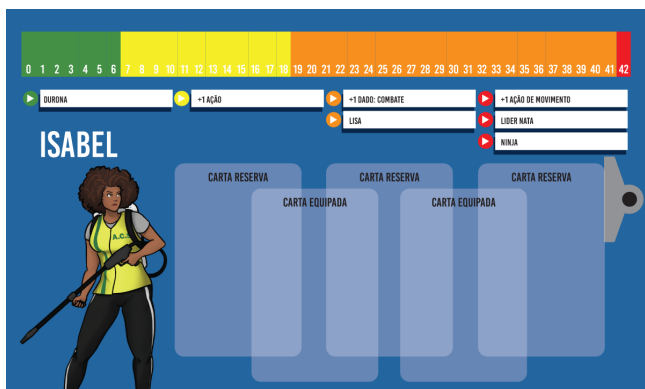 0 1 2 3 4 5 6 7 8 9 10 11 12 13 14 15 16 17 18 19 20 21 22 23 24 25 26 27 28 29 30 31 32 33 34 35 36 37 38 39 40 41 42
DURONA +1 AÇÃO +1 DADO: COMBATE +1 AÇÃO DE MOVIMENTO
LISA LIDER NATA
NINJA
ISABEL
CARTA RESERVA CARTA RESERVA CARTA RESERVA
CARTA EQUIPADA CARTA EQUIPADA
A.C.